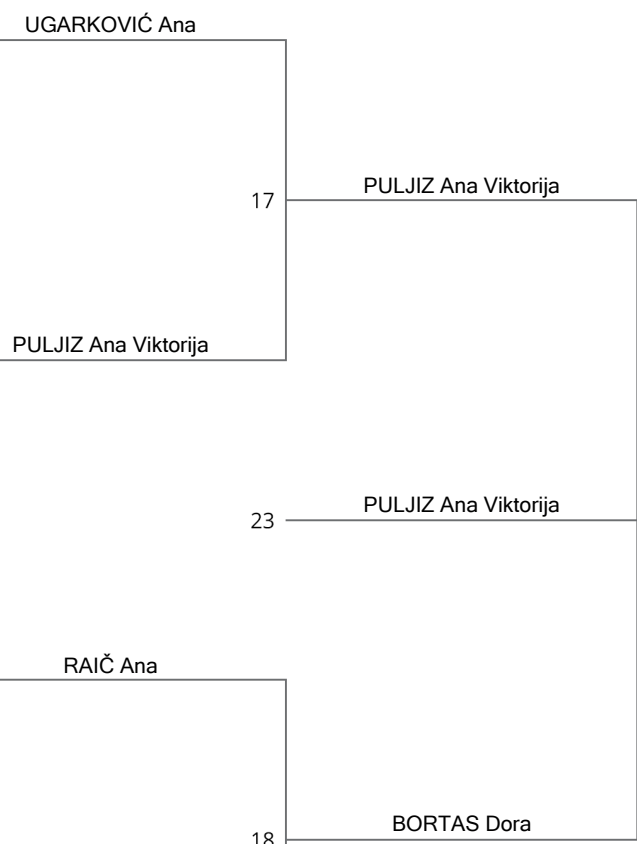 UGARKOVIĆ Ana
PULJIZ Ana Viktorija
17
PULJIZ Ana Viktorija
PULJIZ Ana Viktorija
23
RAIČ Ana
BORTAS Dora
18